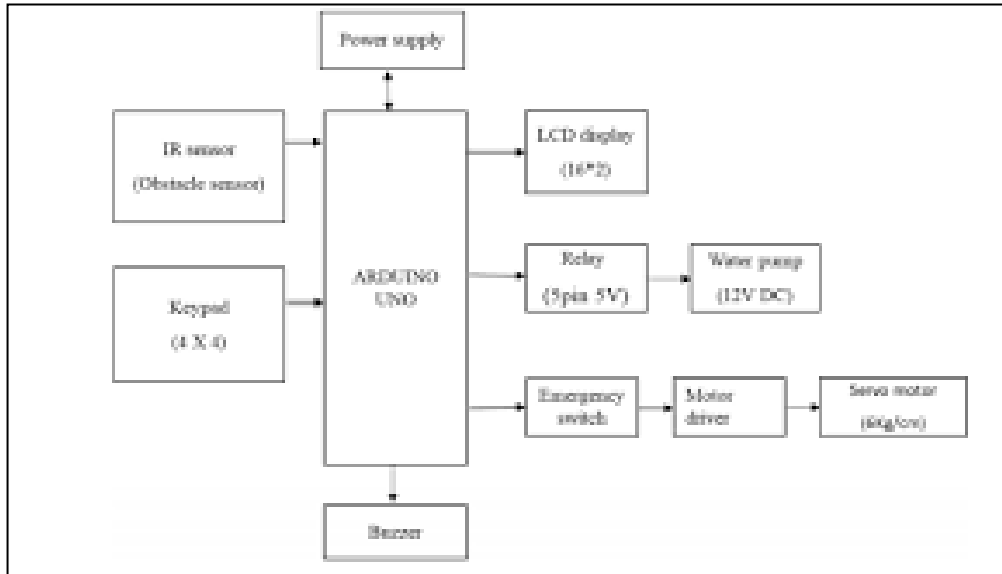 Power supply
IR sensor
(Obstacle sensor)
Keypad
(4 X 4)
ARDUINO
UNO
LCD display
(16*2)
Relay
(5pin 5V)
Water pump
(12V DC)
Emergency
switch
Motor
driver
Servo motor
Buzzer